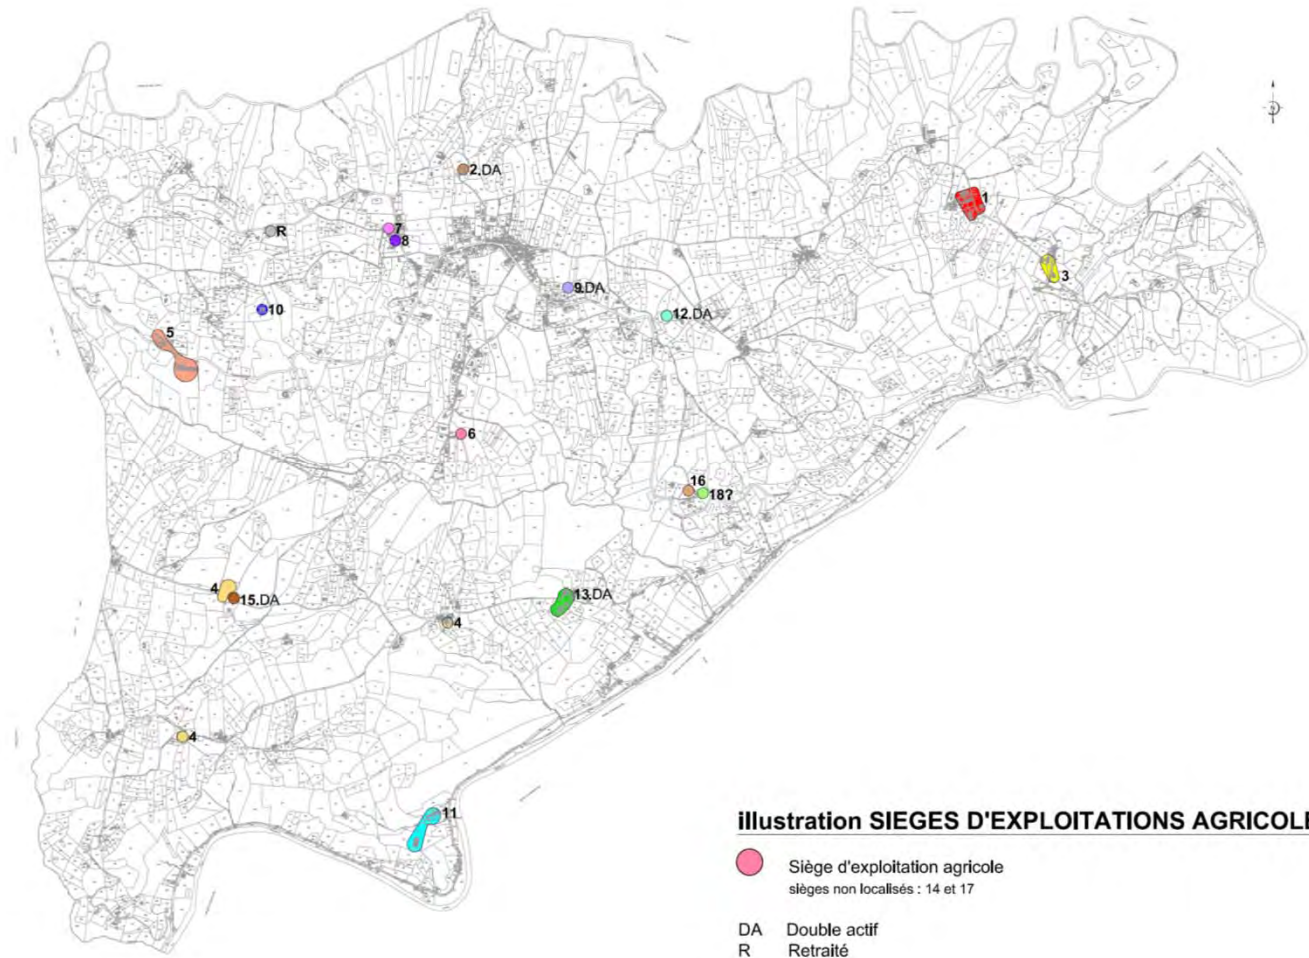 2.DA
1
7
R
8
3
9.DA
10
12.DA
5
6
16
18?
4
15.DA
13.DA
4
4
11
illustration SIEGES D'EXPLOITATIONS AGRICOLE
Siège d'exploitation agricole
sièges non localisés : 14 et 17
DA Double actif
R Retraité